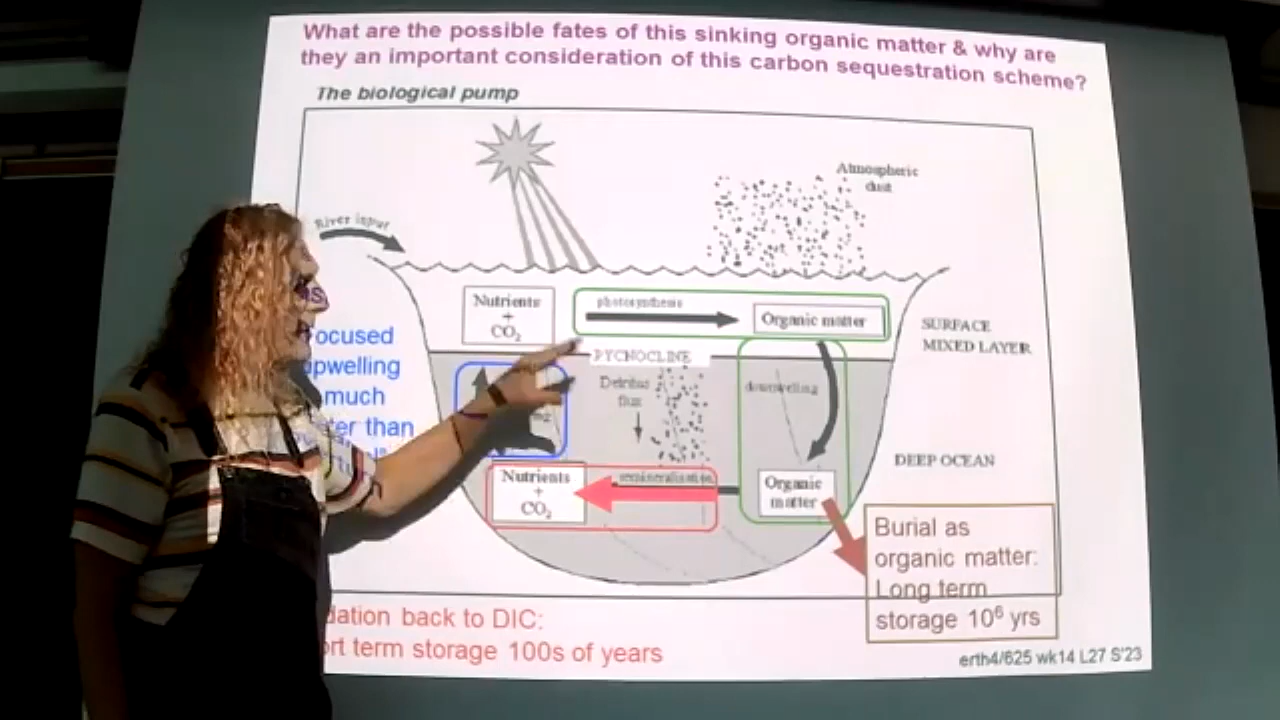 What are the possible fates of this sinking organic matter & why are
they an important consideration of this carbon sequestration scheme?
The biological pump
Atmospheric
dust
River input
Nutrients
+
CO2
photosynthesis
Organic matter
SURFACE
MIXED LAYER
PYCNOCLINE
ocused
pwelling
much
ter than
Detritus
flux
downwelling
DEEP OCEAN
Nutrients
+
CO2
remineralisation
Organic
matter
Burial as
organic matter:
Long term
storage 10⁶ yrs
dation back to DIC:
rt term storage 100s of years
erth4/625 wk14 L27 S'23